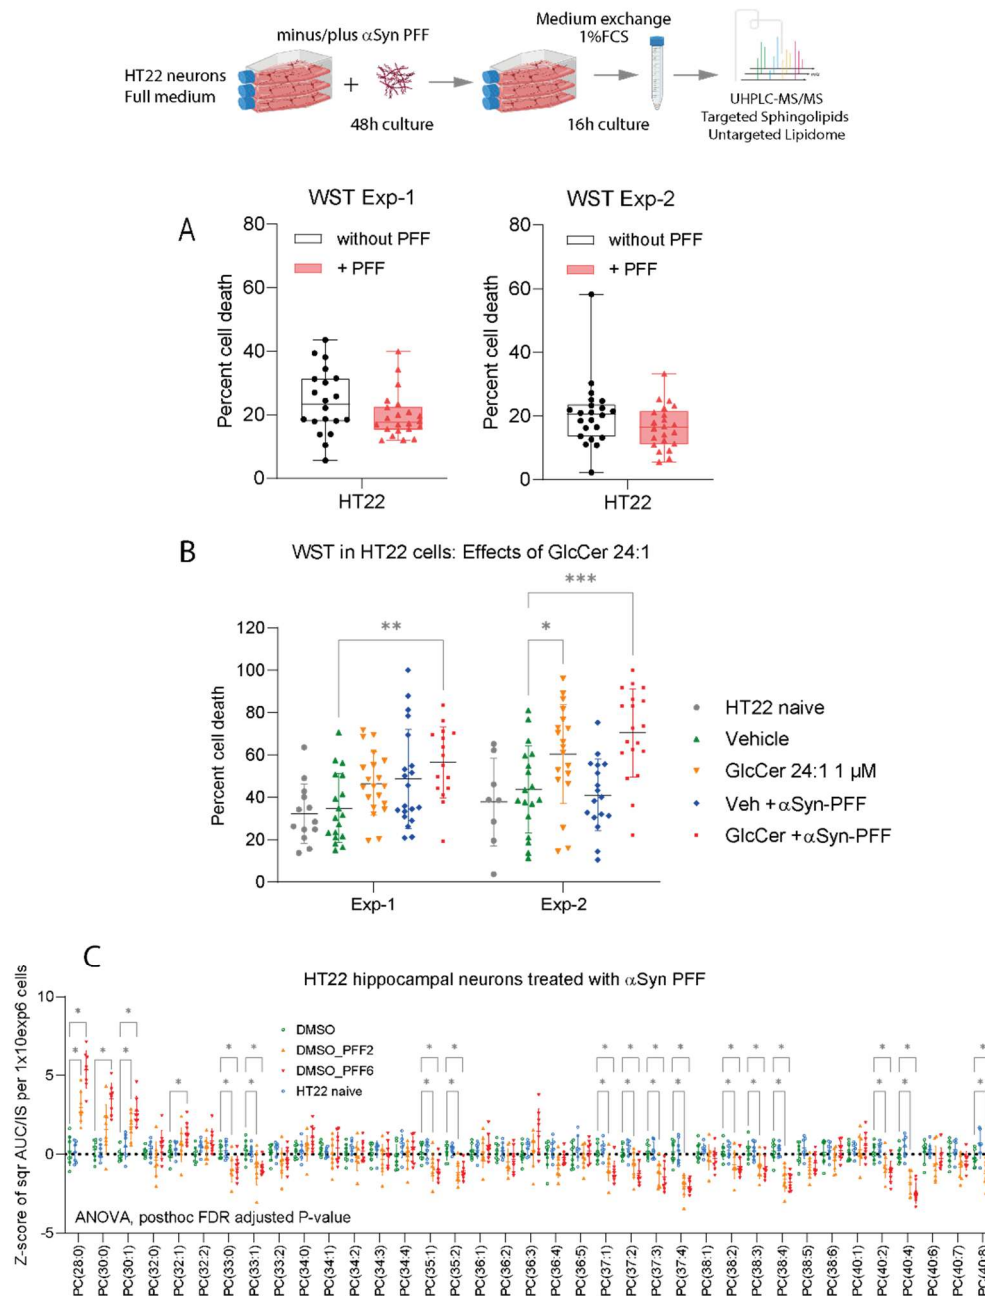 minus/plus αSyn PFF
HT22 neurons
Full medium
+
48h culture
Medium exchange
1%FCS
16h culture
UHPLC-MS/MS
Targeted Sphingolipids
Untargeted Lipidome
A
WST Exp-1
WST Exp-2
without PFF
+ PFF
without PFF
+ PFF
Percent cell death
80
60
40
20
0
HT22
Percent cell death
80
60
40
20
0
HT22
B
WST in HT22 cells: Effects of GlcCer 24:1
***
**
*
Percent cell death
120
100
80
60
40
20
0
Exp-1
Exp-2
HT22 naive
Vehicle
GlcCer 24:1 1 µM
Veh +αSyn-PFF
GlcCer +αSyn-PFF
C
HT22 hippocampal neurons treated with αSyn PFF
Z-score of sqr AUC/IS per 1x10exp6 cells
10
5
0
-5
DMSO
DMSO_PFF2
DMSO_PFF6
HT22 naive
ANOVA, posthoc FDR adjusted P-value
PC(28:0)
PC(30:0)
PC(30:1)
PC(32:0)
PC(32:1)
PC(32:2)
PC(33:0)
PC(33:1)
PC(33:2)
PC(34:0)
PC(34:1)
PC(34:2)
PC(34:3)
PC(34:4)
PC(35:1)
PC(35:2)
PC(36:1)
PC(36:2)
PC(36:3)
PC(36:4)
PC(36:5)
PC(37:1)
PC(37:2)
PC(37:3)
PC(37:4)
PC(38:1)
PC(38:2)
PC(38:3)
PC(38:4)
PC(38:5)
PC(38:6)
PC(40:1)
PC(40:2)
PC(40:4)
PC(40:6)
PC(40:7)
PC(40:8)